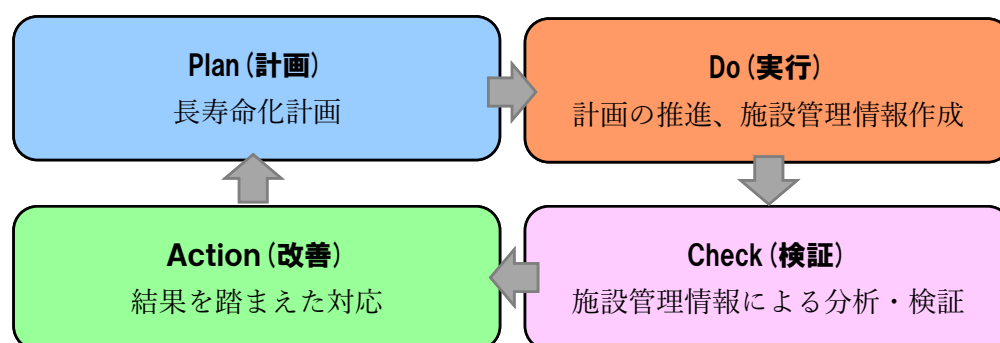 Plan(計画)
長寿命化計画
Do(実行)
計画の推進、施設管理情報作成
Action(改善)
結果を踏まえた対応
Check(検証)
施設管理情報による分析・検証